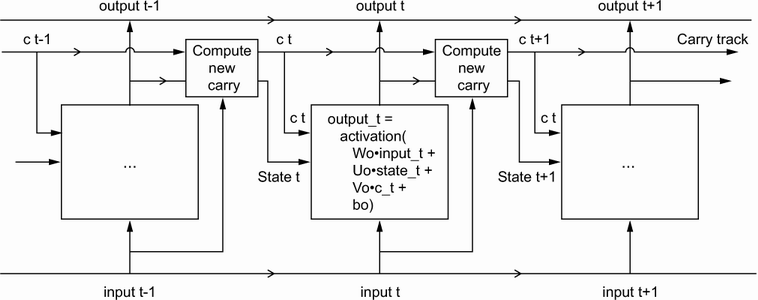 output t-1
output t
output t+1
c t-1
Compute
new
carry
c t
Compute
new
carry
c t+1
Carry track
c t
c t
...
output_t =
activation(
Wo•input_t +
Uo•state_t +
Vo•c_t +
bo)
...
State t
State t+1
input t-1
input t
input t+1